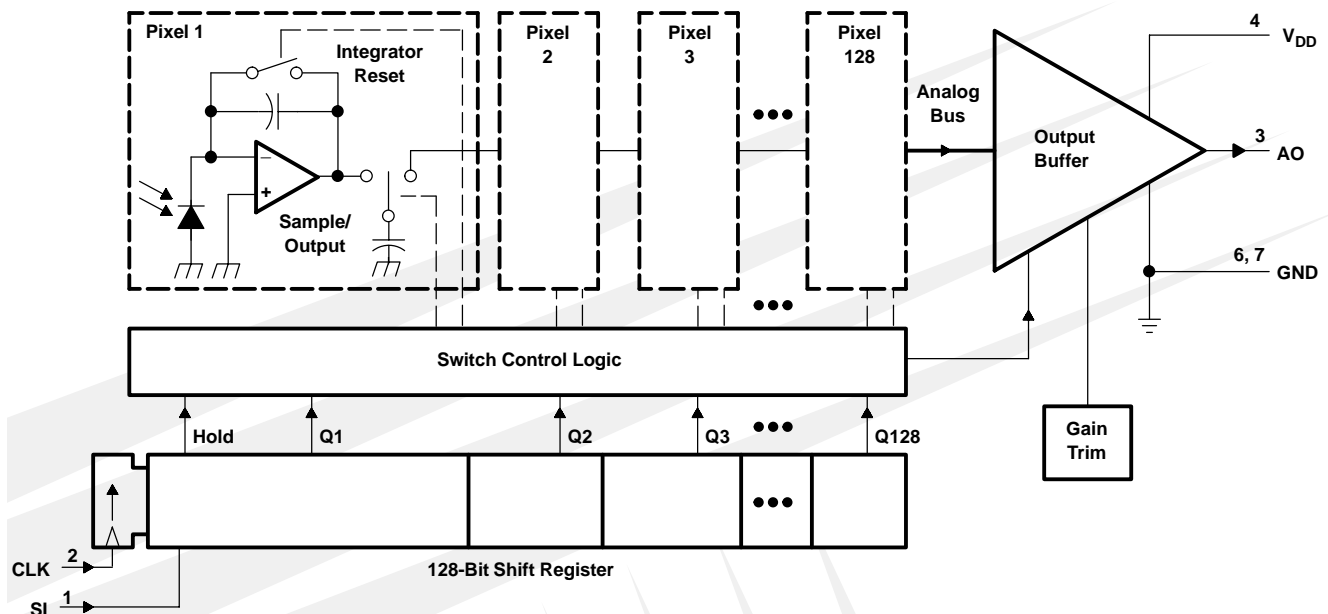 Pixel 1
Integrator
Reset
−
+
Sample/
Output
Pixel
2
Pixel
3
Pixel
128
Analog
Bus
Output
Buffer
4
VDD
3
AO
6, 7
GND
Switch Control Logic
Hold
Q1
Q2
Q3
Q128
Gain
Trim
2
CLK
128-Bit Shift Register
1
SI